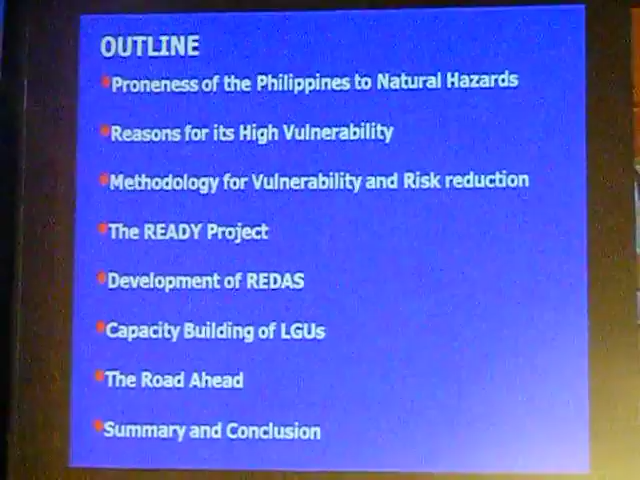 OUTLINE
Proneness of the Philippines to Natural Hazards
Reasons for its High Vulnerability
Methodology for Vulnerability and Risk reduction
The READY Project
Development of REDAS
Capacity Building of LGUs
The Road Ahead
Summary and Conclusion